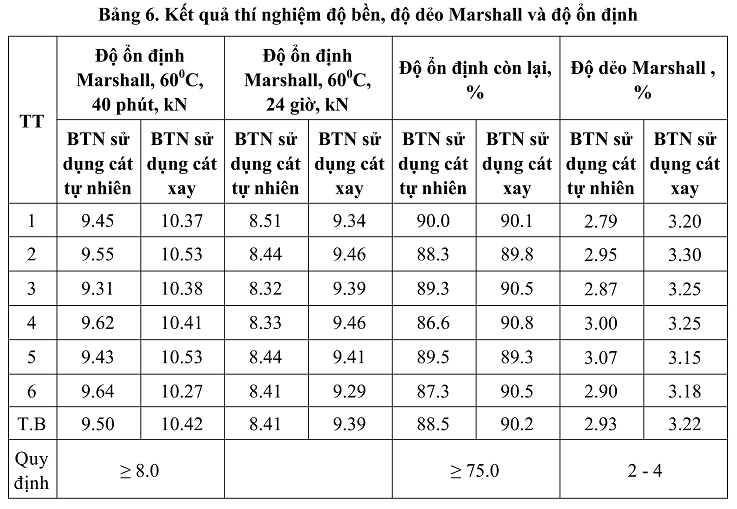 Bảng 6. Kết quả thí nghiệm độ bền, độ dẻo Marshall và độ ổn định
TT
Độ ổn định
Marshall, 60⁰C,
40 phút, kN
Độ ổn định
Marshall, 60⁰C,
24 giờ, kN
Độ ổn định còn lại,
%
Độ dẻo Marshall ,
%
BTN sử
dụng cát
tự nhiên
BTN sử
dụng cát
xay
BTN sử
dụng cát
tự nhiên
BTN sử
dụng cát
xay
BTN sử
dụng cát
tự nhiên
BTN sử
dụng cát
xay
BTN sử
dụng cát
tự nhiên
BTN sử
dụng cát
xay
1 9.45 10.37 8.51 9.34 90.0 90.1 2.79 3.20
2 9.55 10.53 8.44 9.46 88.3 89.8 2.95 3.30
3 9.31 10.38 8.32 9.39 89.3 90.5 2.87 3.25
4 9.62 10.41 8.33 9.46 86.6 90.8 3.00 3.25
5 9.43 10.53 8.44 9.41 89.5 89.3 3.07 3.15
6 9.64 10.27 8.41 9.29 87.3 90.5 2.90 3.18
T.B 9.50 10.42 8.41 9.39 88.5 90.2 2.93 3.22
Quy
định
≥ 8.0 ≥ 75.0 2 - 4